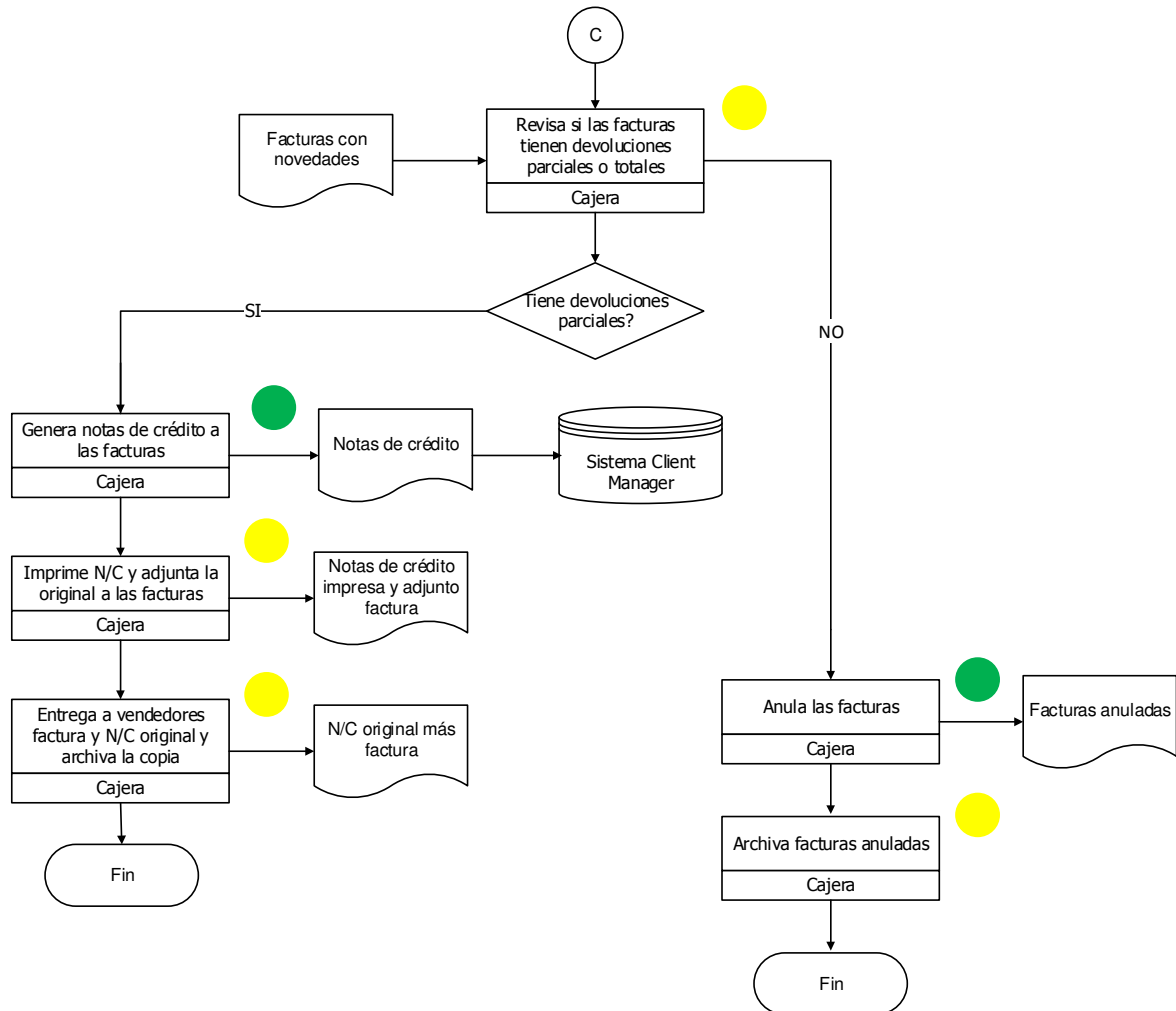 C
Facturas con
novedades
Revisa si las facturas
tienen devoluciones
parciales o totales
Cajera
Tiene devoluciones
parciales?
SI
NO
Genera notas de crédito a
las facturas
Cajera
Notas de crédito
Sistema Client
Manager
Imprime N/C y adjunta la
original a las facturas
Cajera
Notas de crédito
impresa y adjunto
factura
Entrega a vendedores
factura y N/C original y
archiva la copia
Cajera
N/C original más
factura
Fin
Anula las facturas
Cajera
Facturas anuladas
Archiva facturas anuladas
Cajera
Fin